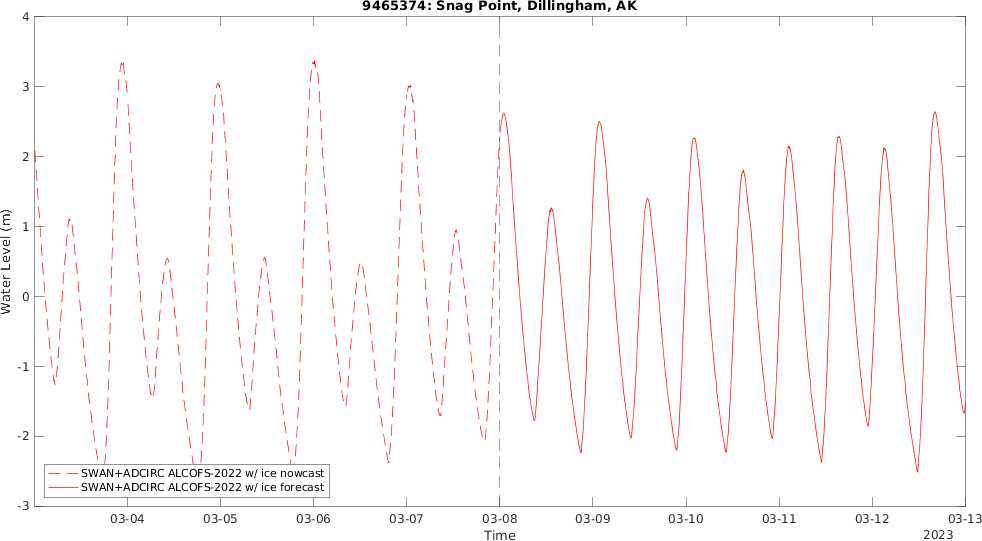 9465374: Snag Point, Dillingham, AK
4
3
2
1
0
-1
-2
-3
Water Level (m)
SWAN+ADCIRC ALCOFS-2022 w/ ice nowcast
SWAN+ADCIRC ALCOFS-2022 w/ ice forecast
03-04 03-05 03-06 03-07 03-08 03-09 03-10 03-11 03-12 03-13
Time
2023